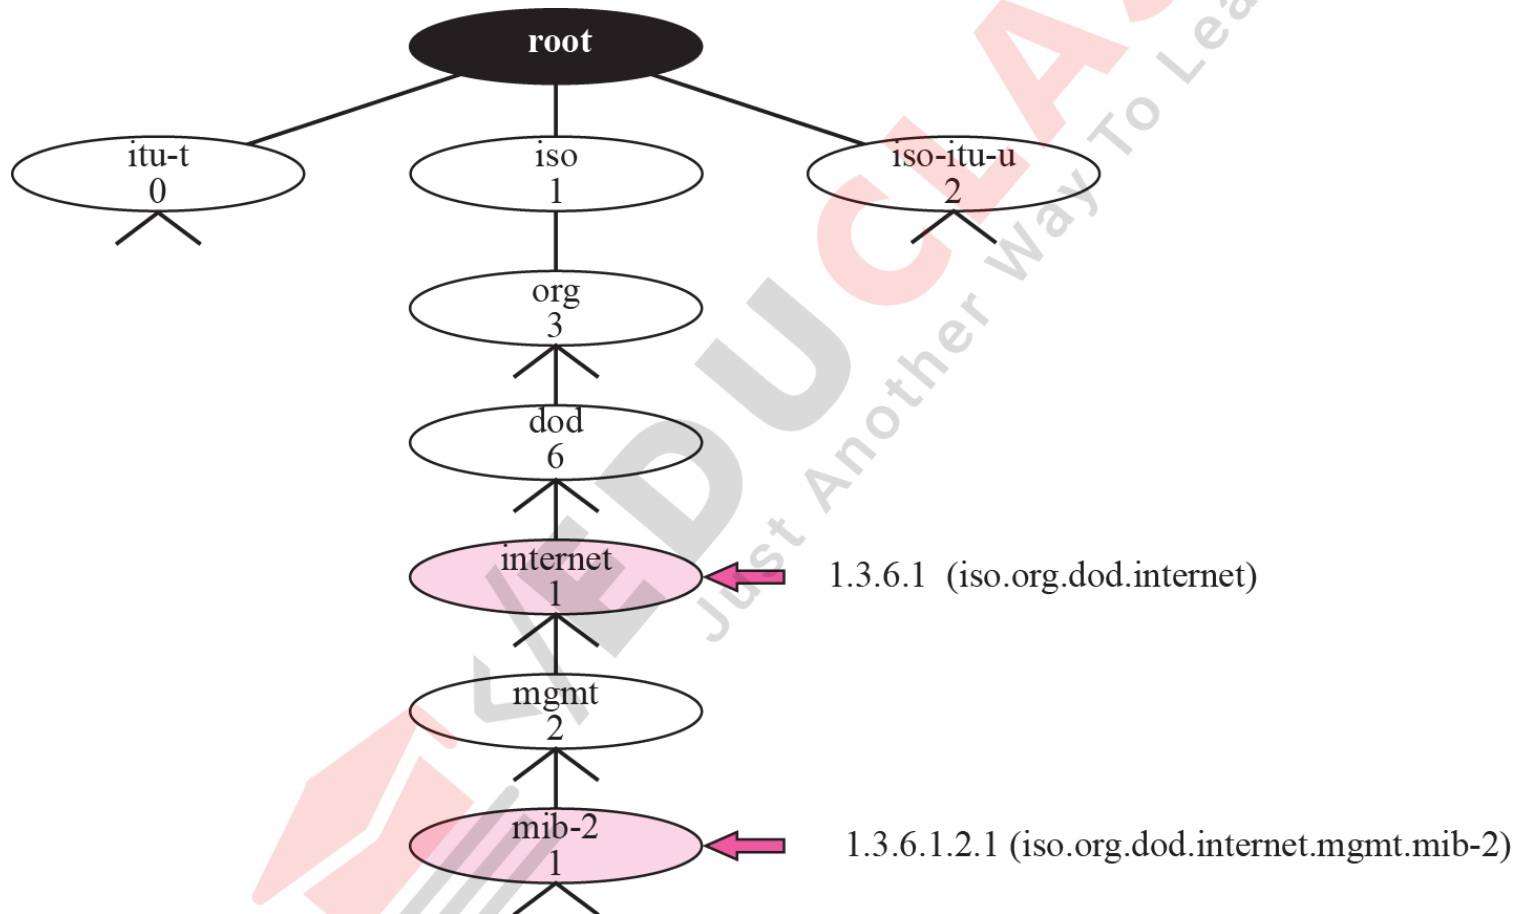 root
itu-t
0
iso
1
iso-itu-u
2
org
3
dod
6
internet
1
1.3.6.1 (iso.org.dod.internet)
mgmt
2
mib-2
1
1.3.6.1.2.1 (iso.org.dod.internet.mgmt.mib-2)
EDUCLAS
Just Another Way To Lea